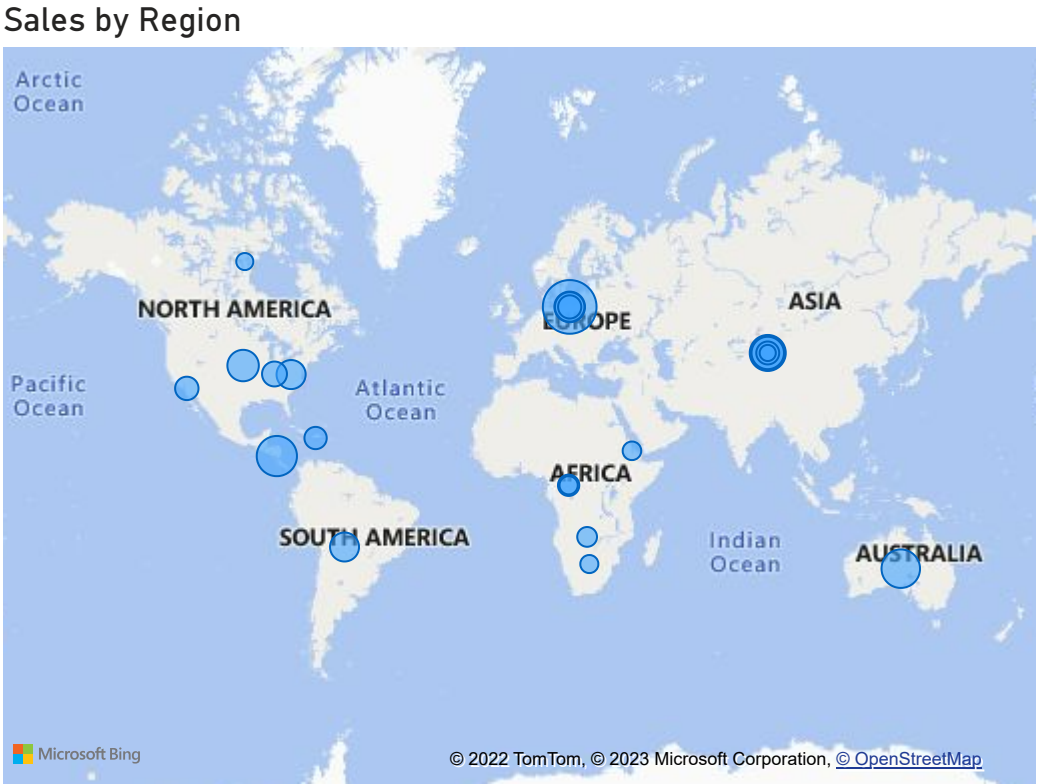 Sales by Region
Arctic
Ocean
NORTH AMERICA
EUROPE
ASIA
Pacific
Ocean
Atlantic
Ocean
AFRICA
SOUTH AMERICA
Indian
Ocean
AUSTRALIA
Microsoft Bing
© 2022 TomTom, © 2023 Microsoft Corporation, © OpenStreetMap